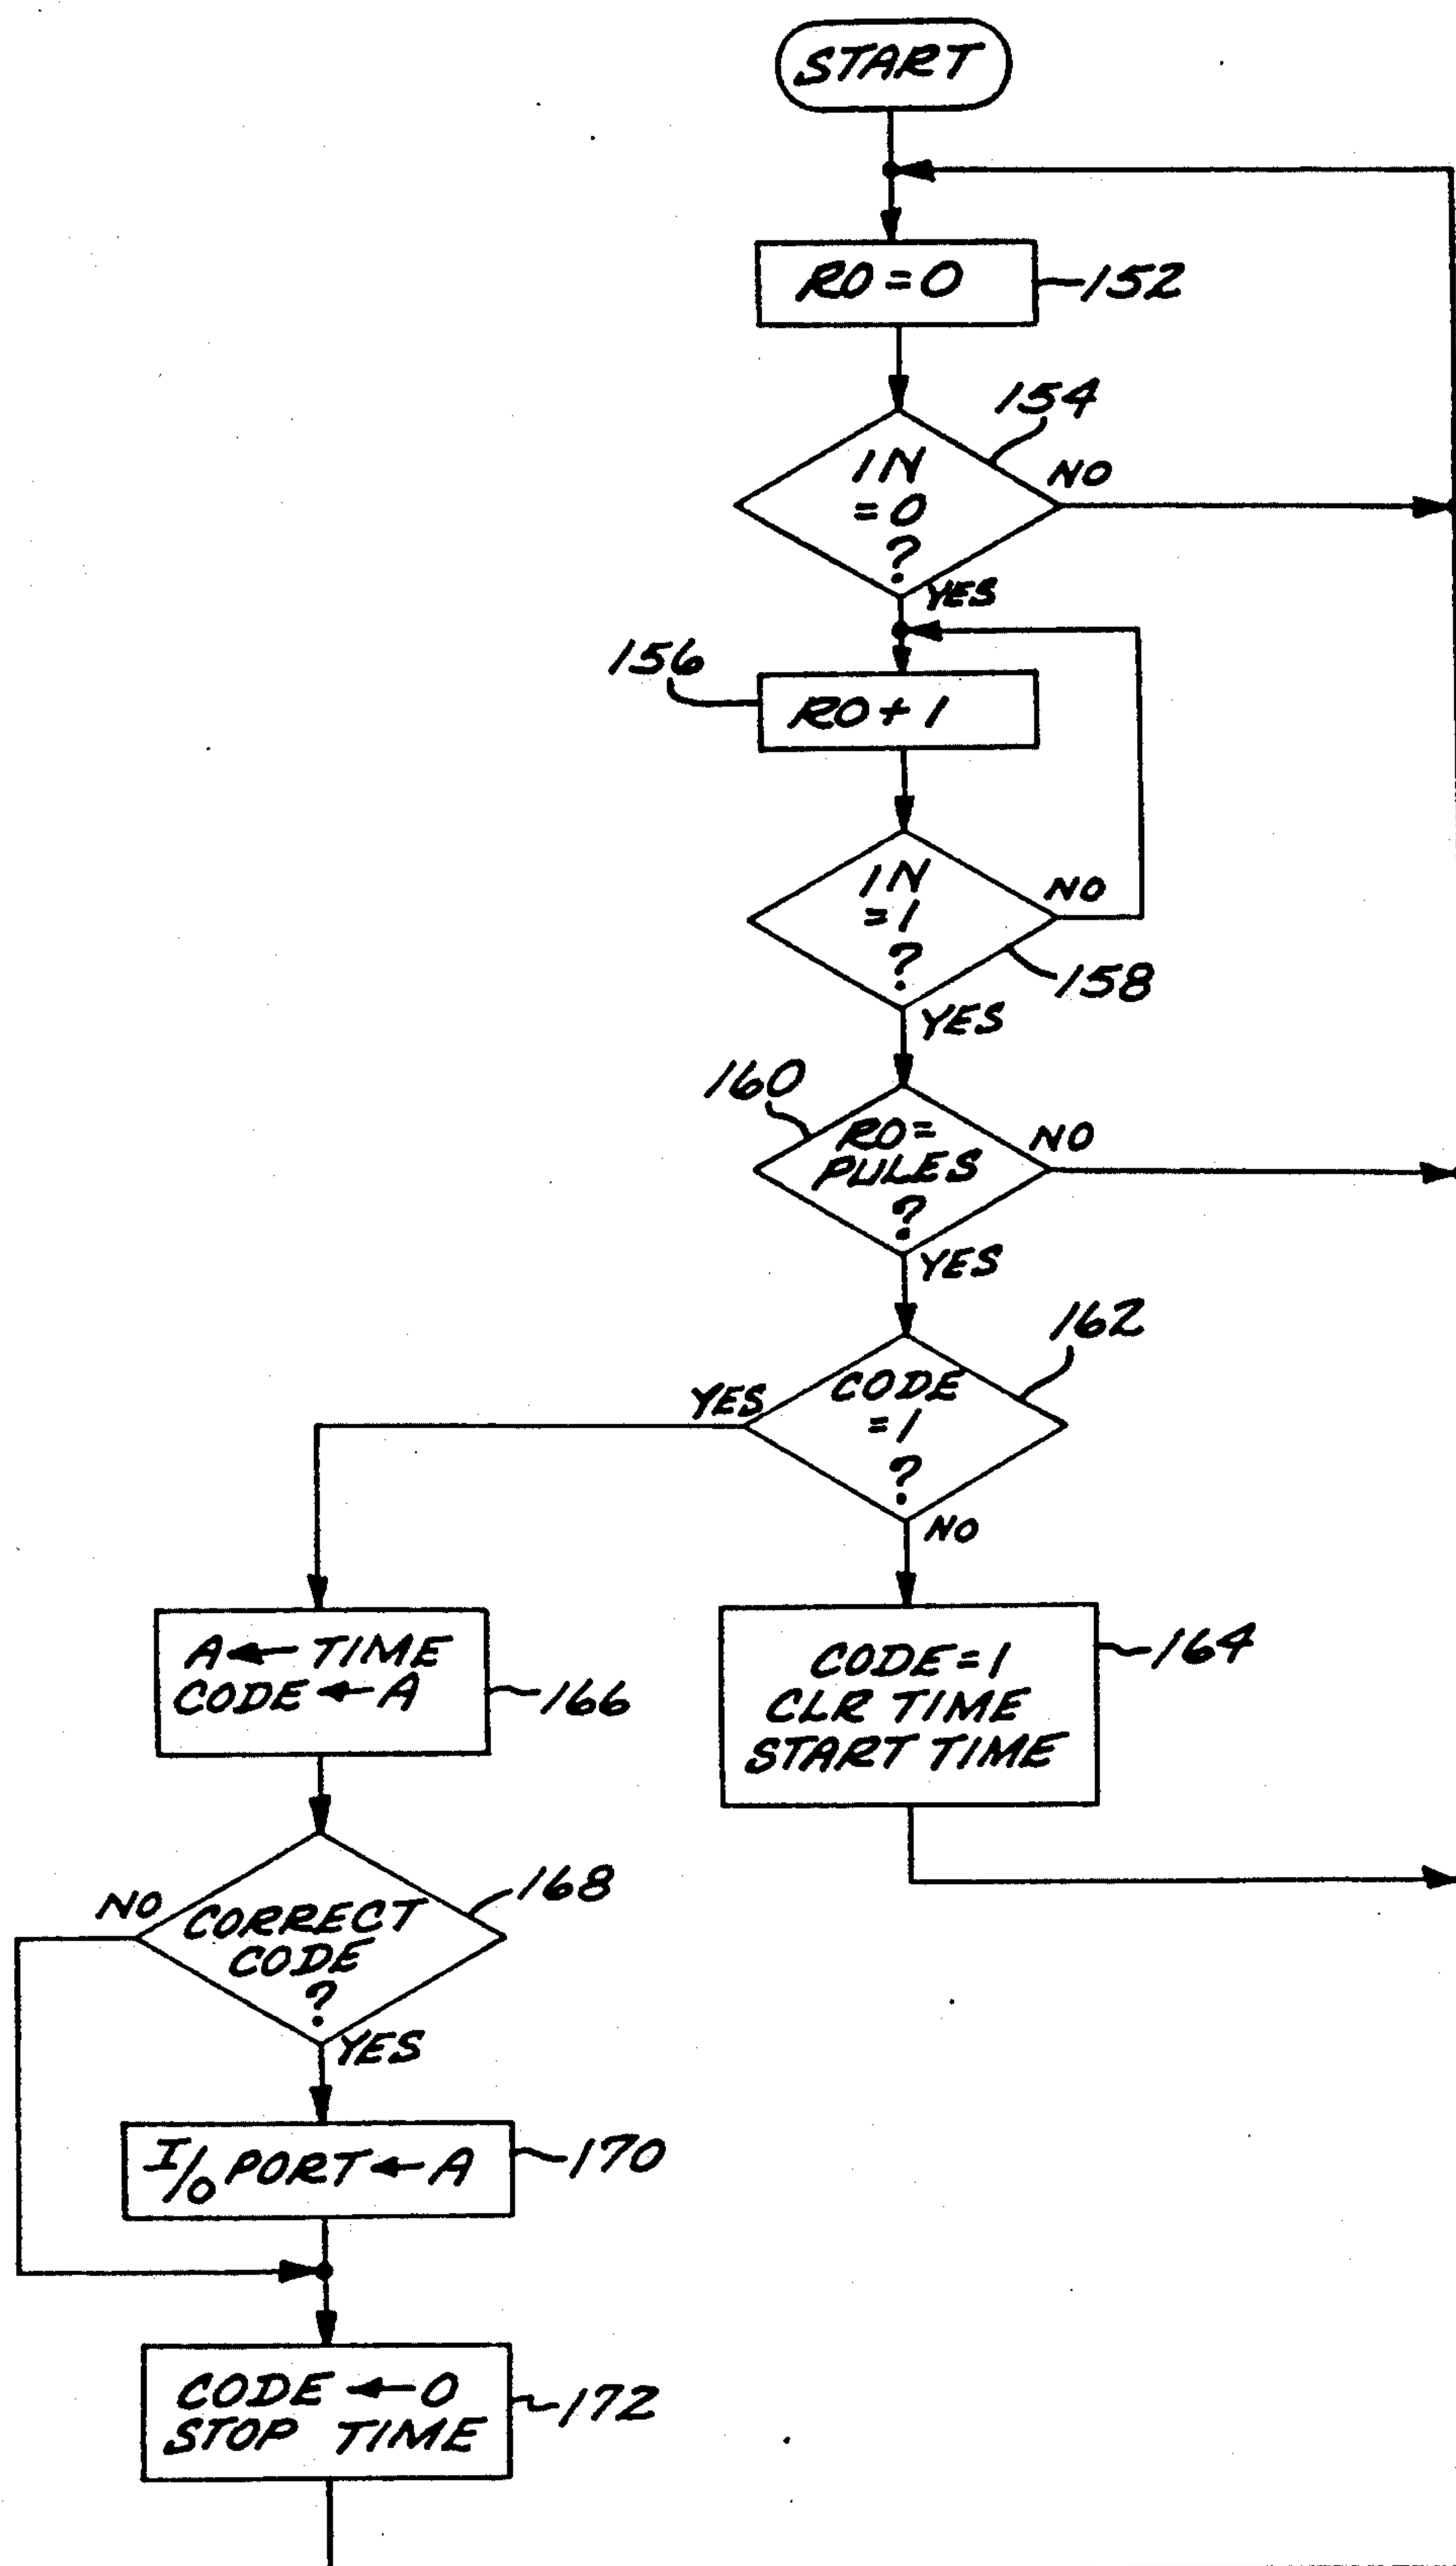 START
RO=0
152
154
IN
=0
?
NO
YES
156
RO+1
IN
=1
?
NO
158
YES
160
RO=
PULES
?
NO
YES
162
CODE
=1
?
YES
NO
A← TIME
CODE←A
166
CODE=1
CLR TIME
START TIME
164
168
NO
CORRECT
CODE
?
YES
I/O PORT←A
170
CODE←0
STOP TIME
172